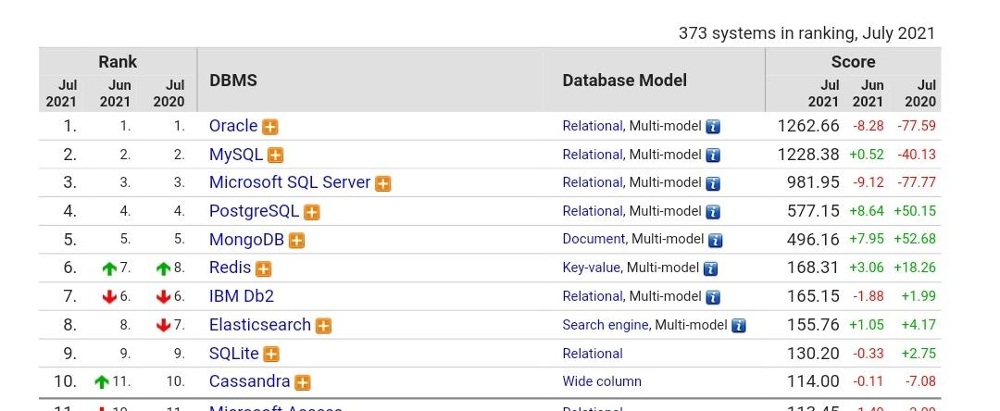 373 systems in ranking, July 2021
Rank DBMS Database Model Score
Jul 2021 Jun 2021 Jul 2020 Jul 2021 Jun 2021 Jul 2020
1. 1. 1. Oracle Relational, Multi-model 1262.66 -8.28 -77.59
2. 2. 2. MySQL Relational, Multi-model 1228.38 +0.52 -40.13
3. 3. 3. Microsoft SQL Server Relational, Multi-model 981.95 -9.12 -77.77
4. 4. 4. PostgreSQL Relational, Multi-model 577.15 +8.64 +50.15
5. 5. 5. MongoDB Document, Multi-model 496.16 +7.95 +52.68
6. 7. 8. Redis Key-value, Multi-model 168.31 +3.06 +18.26
7. 6. 6. IBM Db2 Relational, Multi-model 165.15 -1.88 +1.99
8. 8. 7. Elasticsearch Search engine, Multi-model 155.76 +1.05 +4.17
9. 9. 9. SQLite Relational 130.20 -0.33 +2.75
10. 11. 10. Cassandra Wide column 114.00 -0.11 -7.08
11. 10. 11. Microsoft Access Relational 113.45